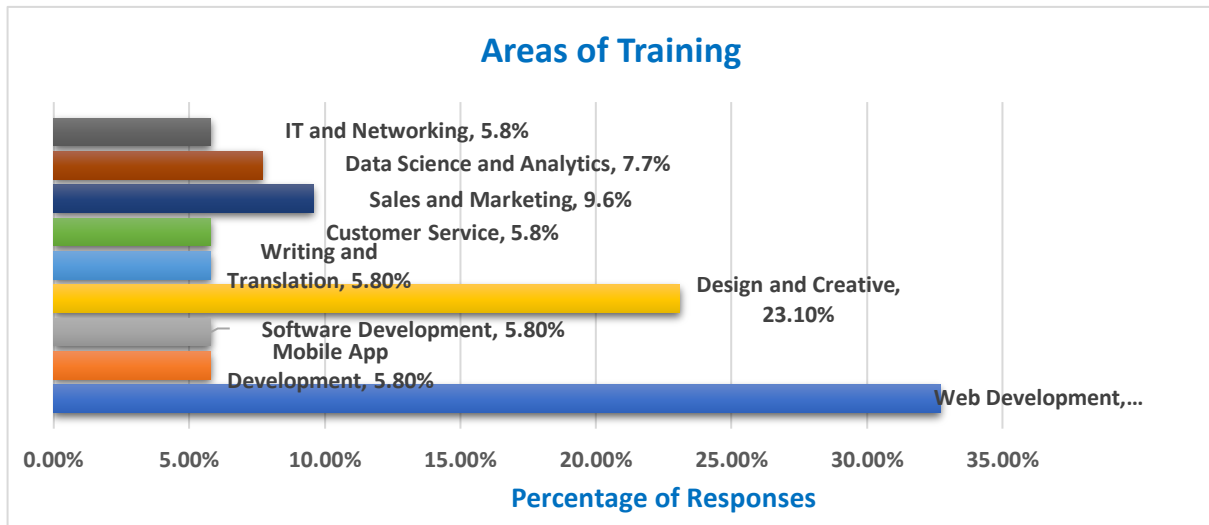 Areas of Training
IT and Networking, 5.8%
Data Science and Analytics, 7.7%
Sales and Marketing, 9.6%
Customer Service, 5.8%
Writing and
Translation, 5.80%
Design and Creative,
23.10%
Software Development, 5.80%
Mobile App
Development, 5.80%
Web Development,…
0.00% 5.00% 10.00% 15.00% 20.00% 25.00% 30.00% 35.00%
Percentage of Responses